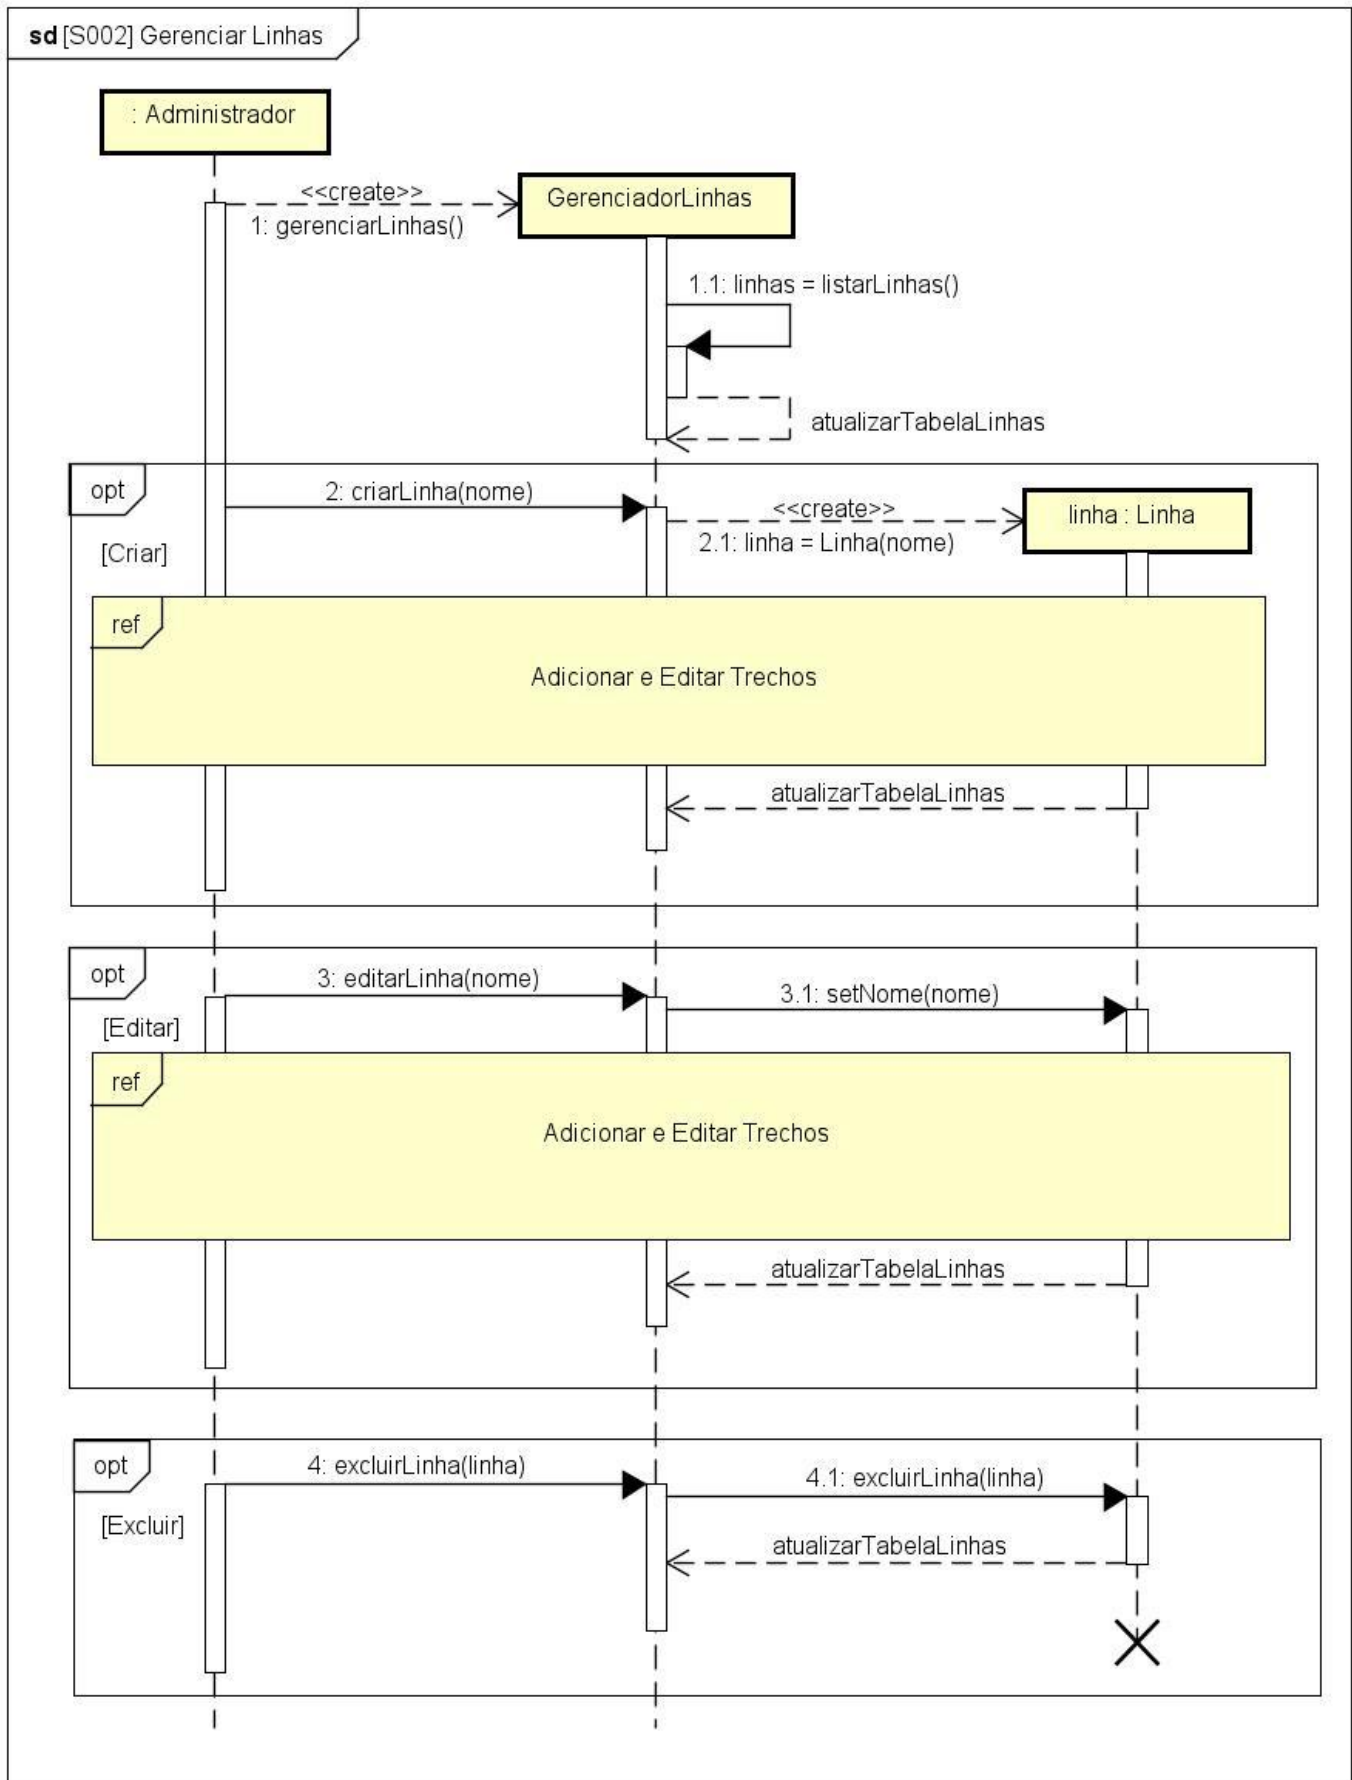 sd [S002] Gerenciar Linhas
: Administrador
<<create>>
1: gerenciarLinhas()
GerenciadorLinhas
1.1: linhas = listarLinhas()
atualizarTabelaLinhas
opt
[Criar]
2: criarLinha(nome)
<<create>>
2.1: linha = Linha(nome)
linha : Linha
ref
Adicionar e Editar Trechos
atualizarTabelaLinhas
opt
[Editar]
3: editarLinha(nome)
3.1: setNome(nome)
ref
Adicionar e Editar Trechos
atualizarTabelaLinhas
opt
[Excluir]
4: excluirLinha(linha)
4.1: excluirLinha(linha)
atualizarTabelaLinhas